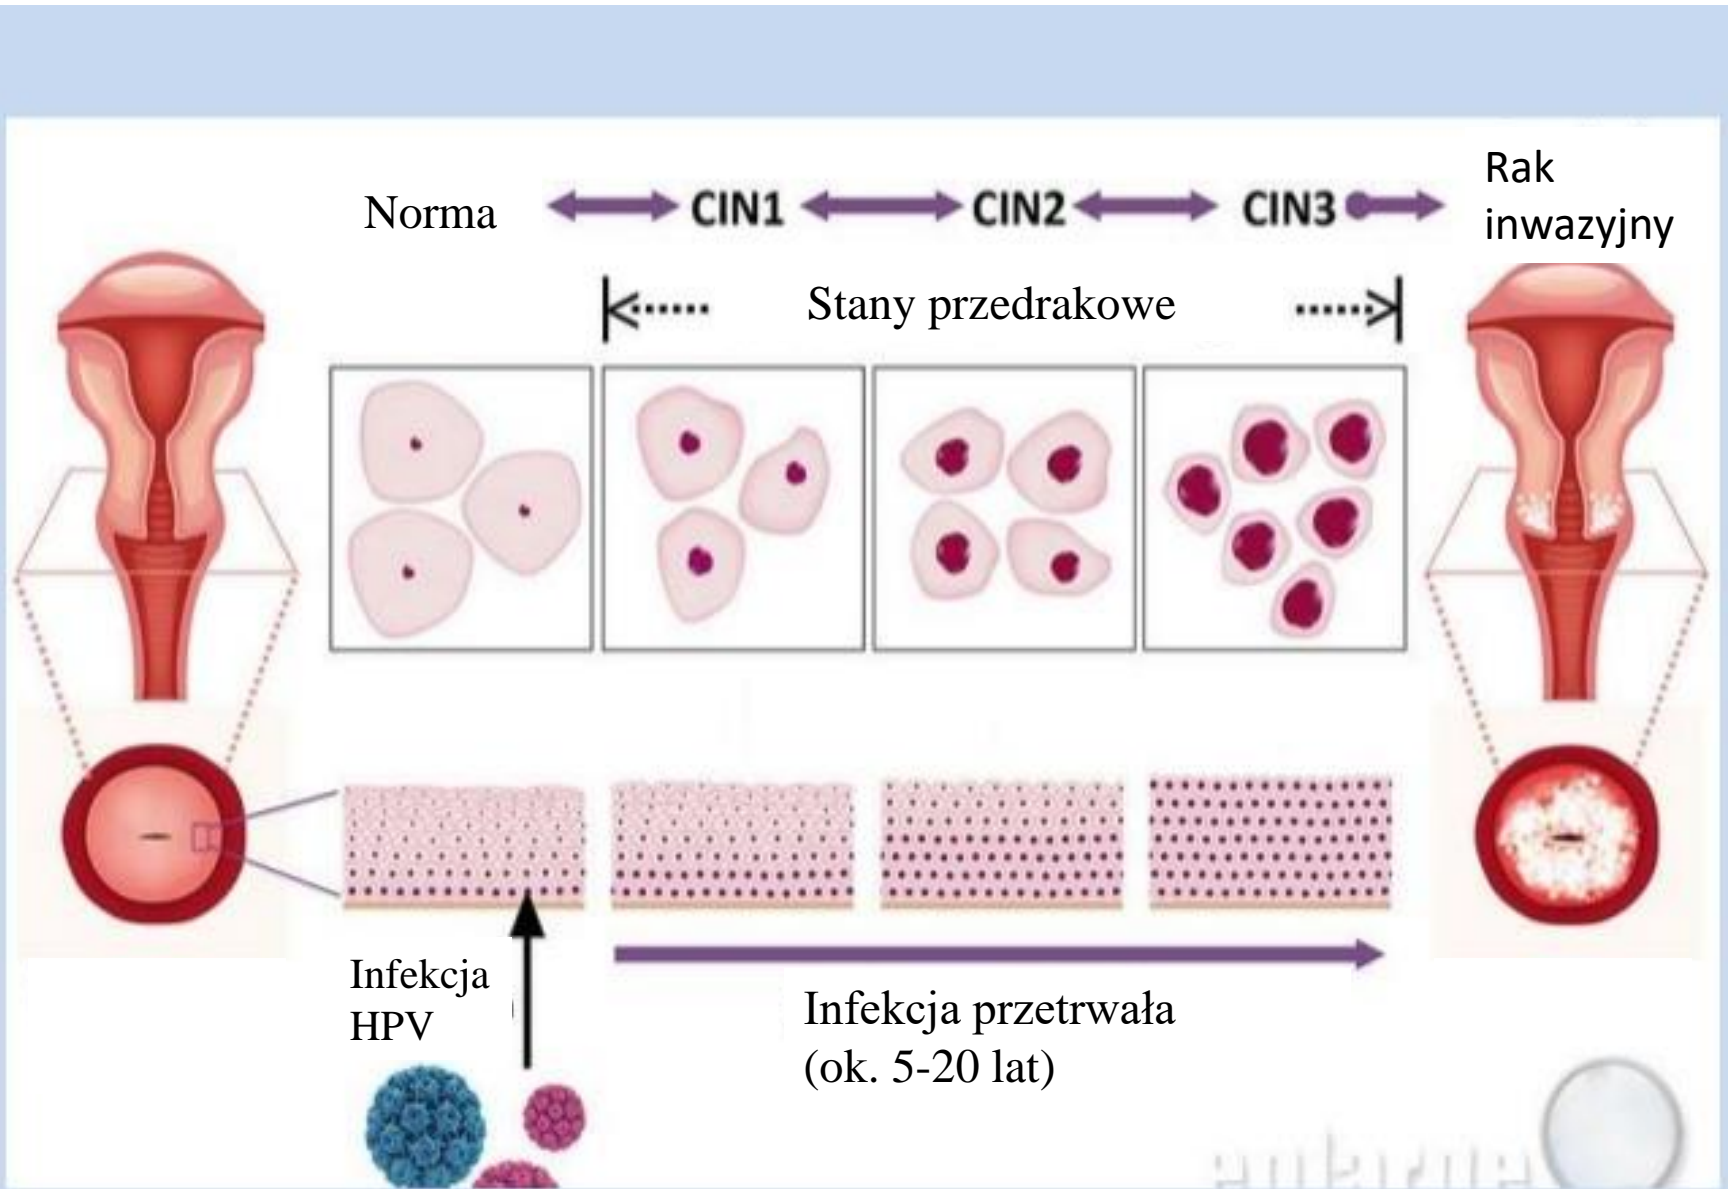 Norma
CIN1
CIN2
CIN3
Rak
inwazyjny
Stany przedrakowe
Infekcja
HPV
Infekcja przetrwała
(ok. 5-20 lat)